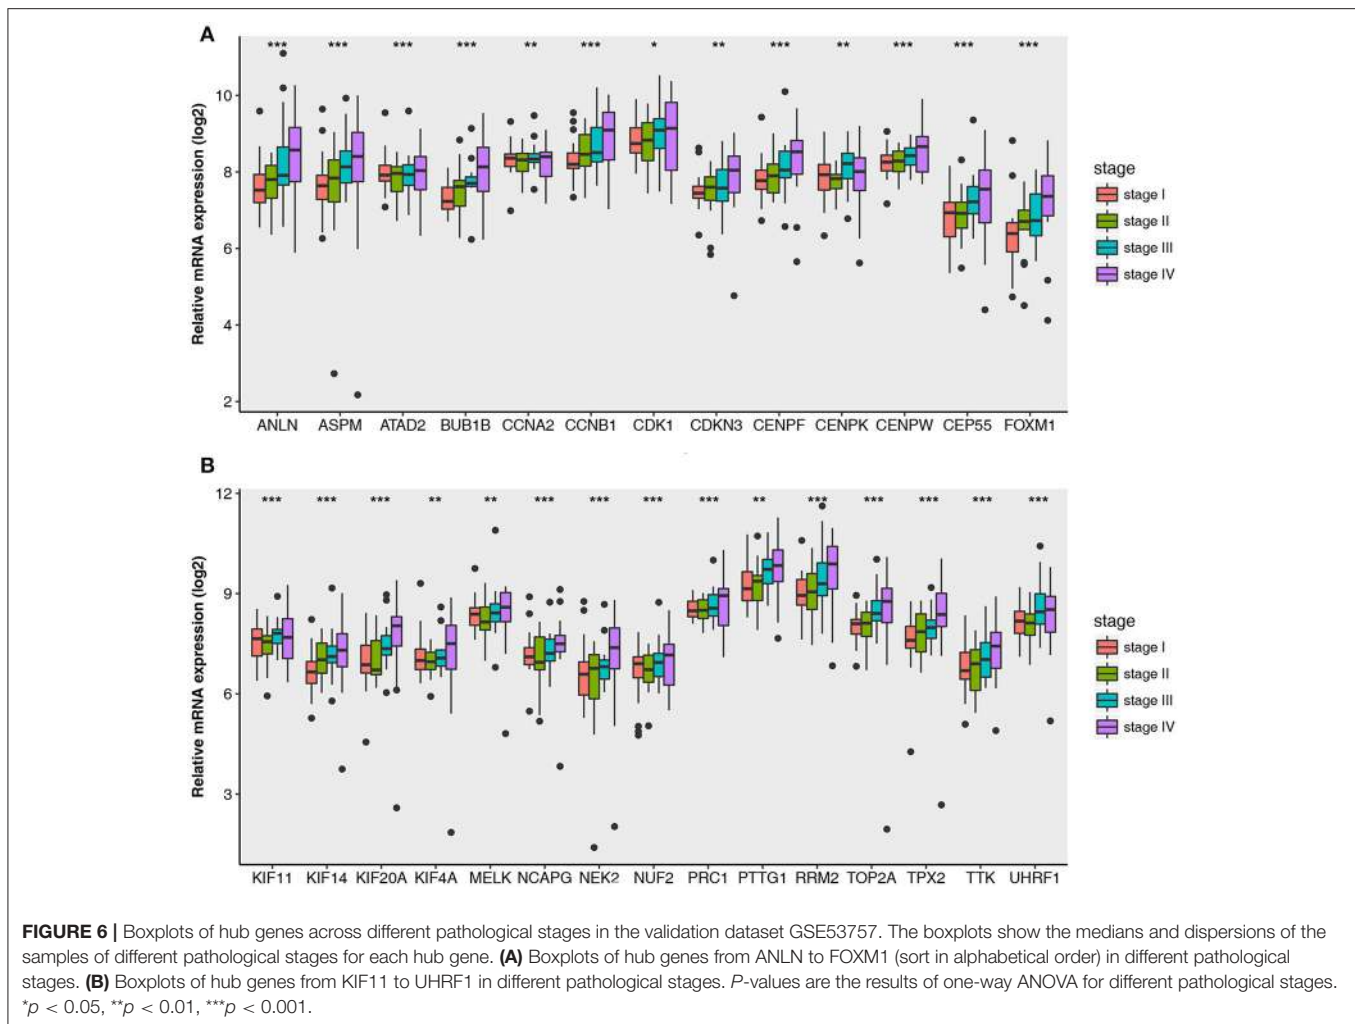 A
*** *** *** *** ** *** * ** *** ** *** *** ***
Relative mRNA expression (log2)
10
8
6
4
2
ANLN ASPM ATAD2 BUB1B CCNA2 CCNB1 CDK1 CDKN3 CENPF CENPK CENPW CEP55 FOXM1
stage
stage I
stage II
stage III
stage IV
B
*** *** *** ** ** *** *** *** *** ** *** *** *** *** ***
Relative mRNA expression (log2)
12
9
6
3
KIF11 KIF14 KIF20A KIF4A MELK NCAPG NEK2 NUF2 PRC1 PTTG1 RRM2 TOP2A TPX2 TTK UHRF1
stage
stage I
stage II
stage III
stage IV
FIGURE 6 | Boxplots of hub genes across different pathological stages in the validation dataset GSE53757. The boxplots show the medians and dispersions of the
samples of different pathological stages for each hub gene. (A) Boxplots of hub genes from ANLN to FOXM1 (sort in alphabetical order) in different pathological
stages. (B) Boxplots of hub genes from KIF11 to UHRF1 in different pathological stages. P-values are the results of one-way ANOVA for different pathological stages.
*p < 0.05, **p < 0.01, ***p < 0.001.